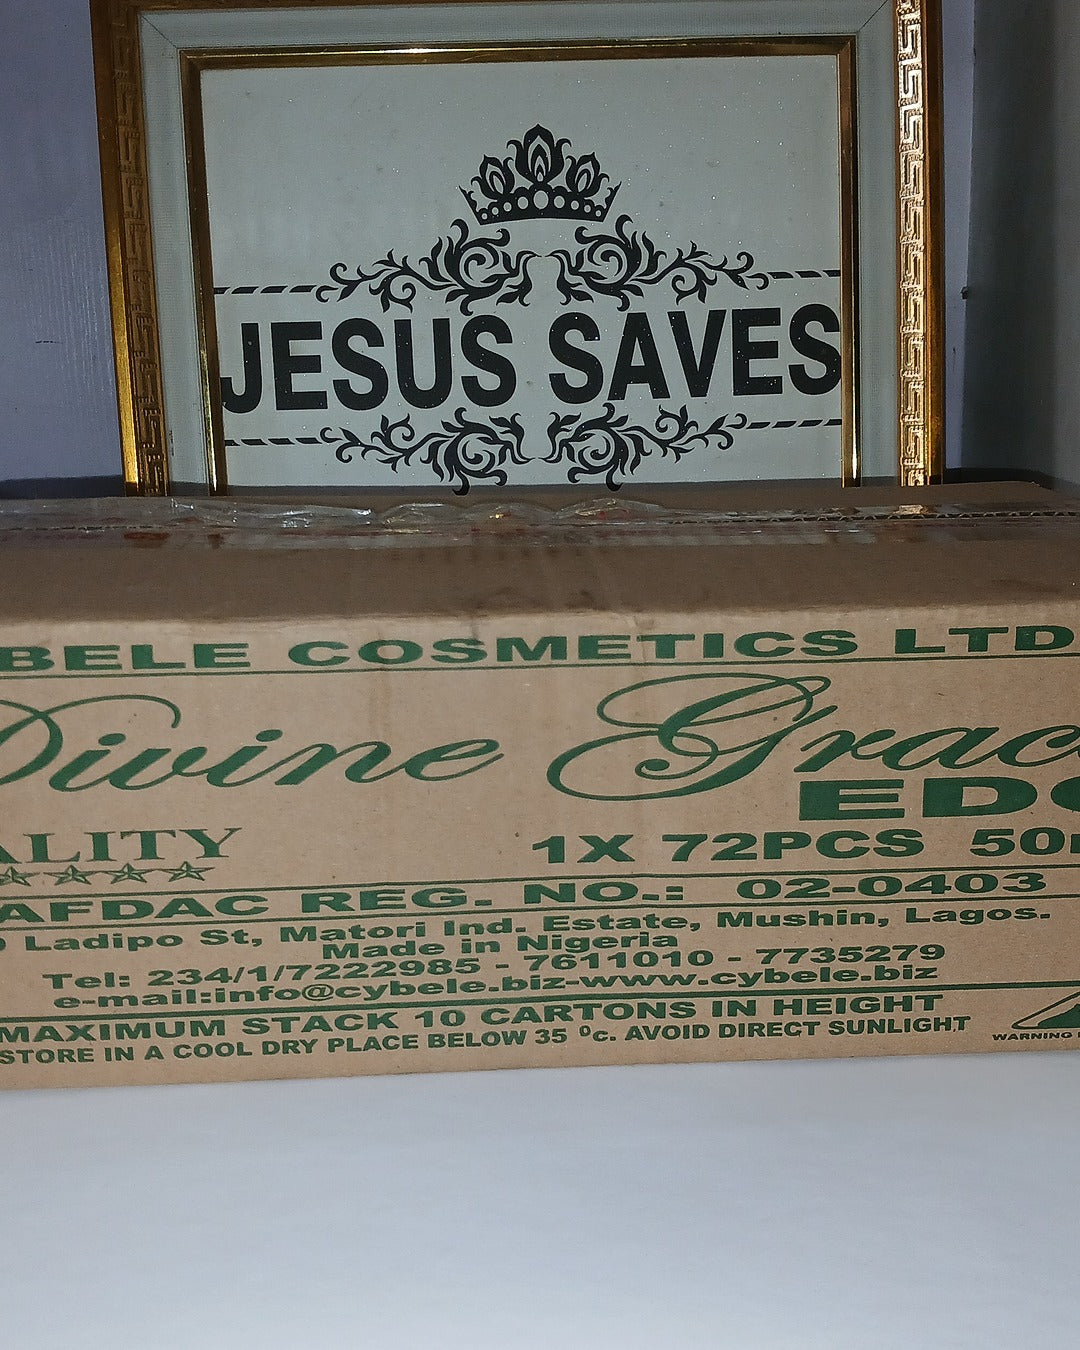 JESUS SAVES
BELE COSMETICS LTD
Divine Grac
EDG
ALITY
1X 72PCS 50
AFDAC REG. NO.: 02-0403
Ladipo St, Matori Ind. Estate, Mushin, Lagos.
Made in Nigeria
Tel: 234/1/7222985 - 7611010 - 7735279
e-mail:info@cybele.biz-www.cybele.biz
MAXIMUM STACK 10 CARTONS IN HEIGHT
STORE IN A COOL DRY PLACE BELOW 35 ⁰c. AVOID DIRECT SUNLIGHT
WARNING